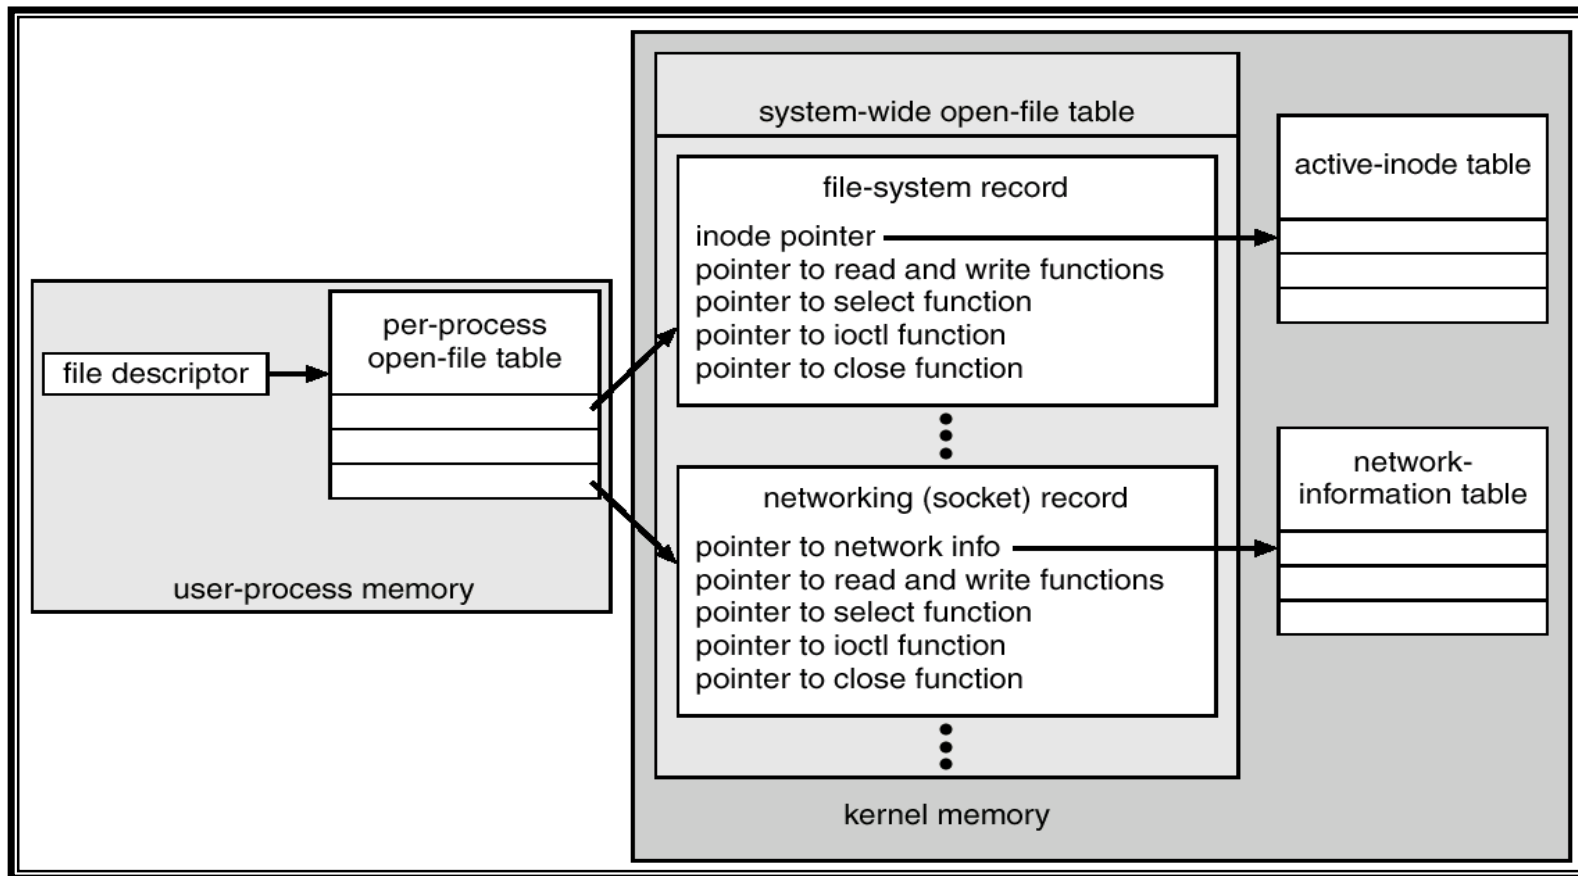 file descriptor
per-process
open-file table
user-process memory
system-wide open-file table
file-system record
inode pointer
pointer to read and write functions
pointer to select function
pointer to ioctl function
pointer to close function
networking (socket) record
pointer to network info
pointer to read and write functions
pointer to select function
pointer to ioctl function
pointer to close function
kernel memory
active-inode table
network-
information table